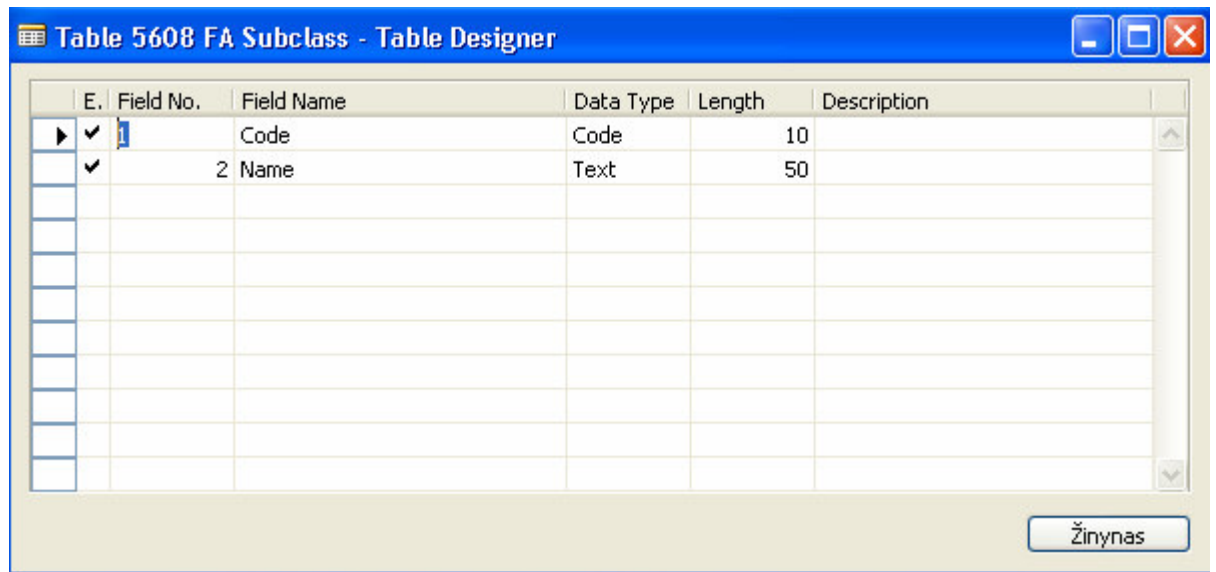 Table 5608 FA Subclass - Table Designer
E. Field No. Field Name Data Type Length Description
1 Code Code 10
2 Name Text 50
Žinynas